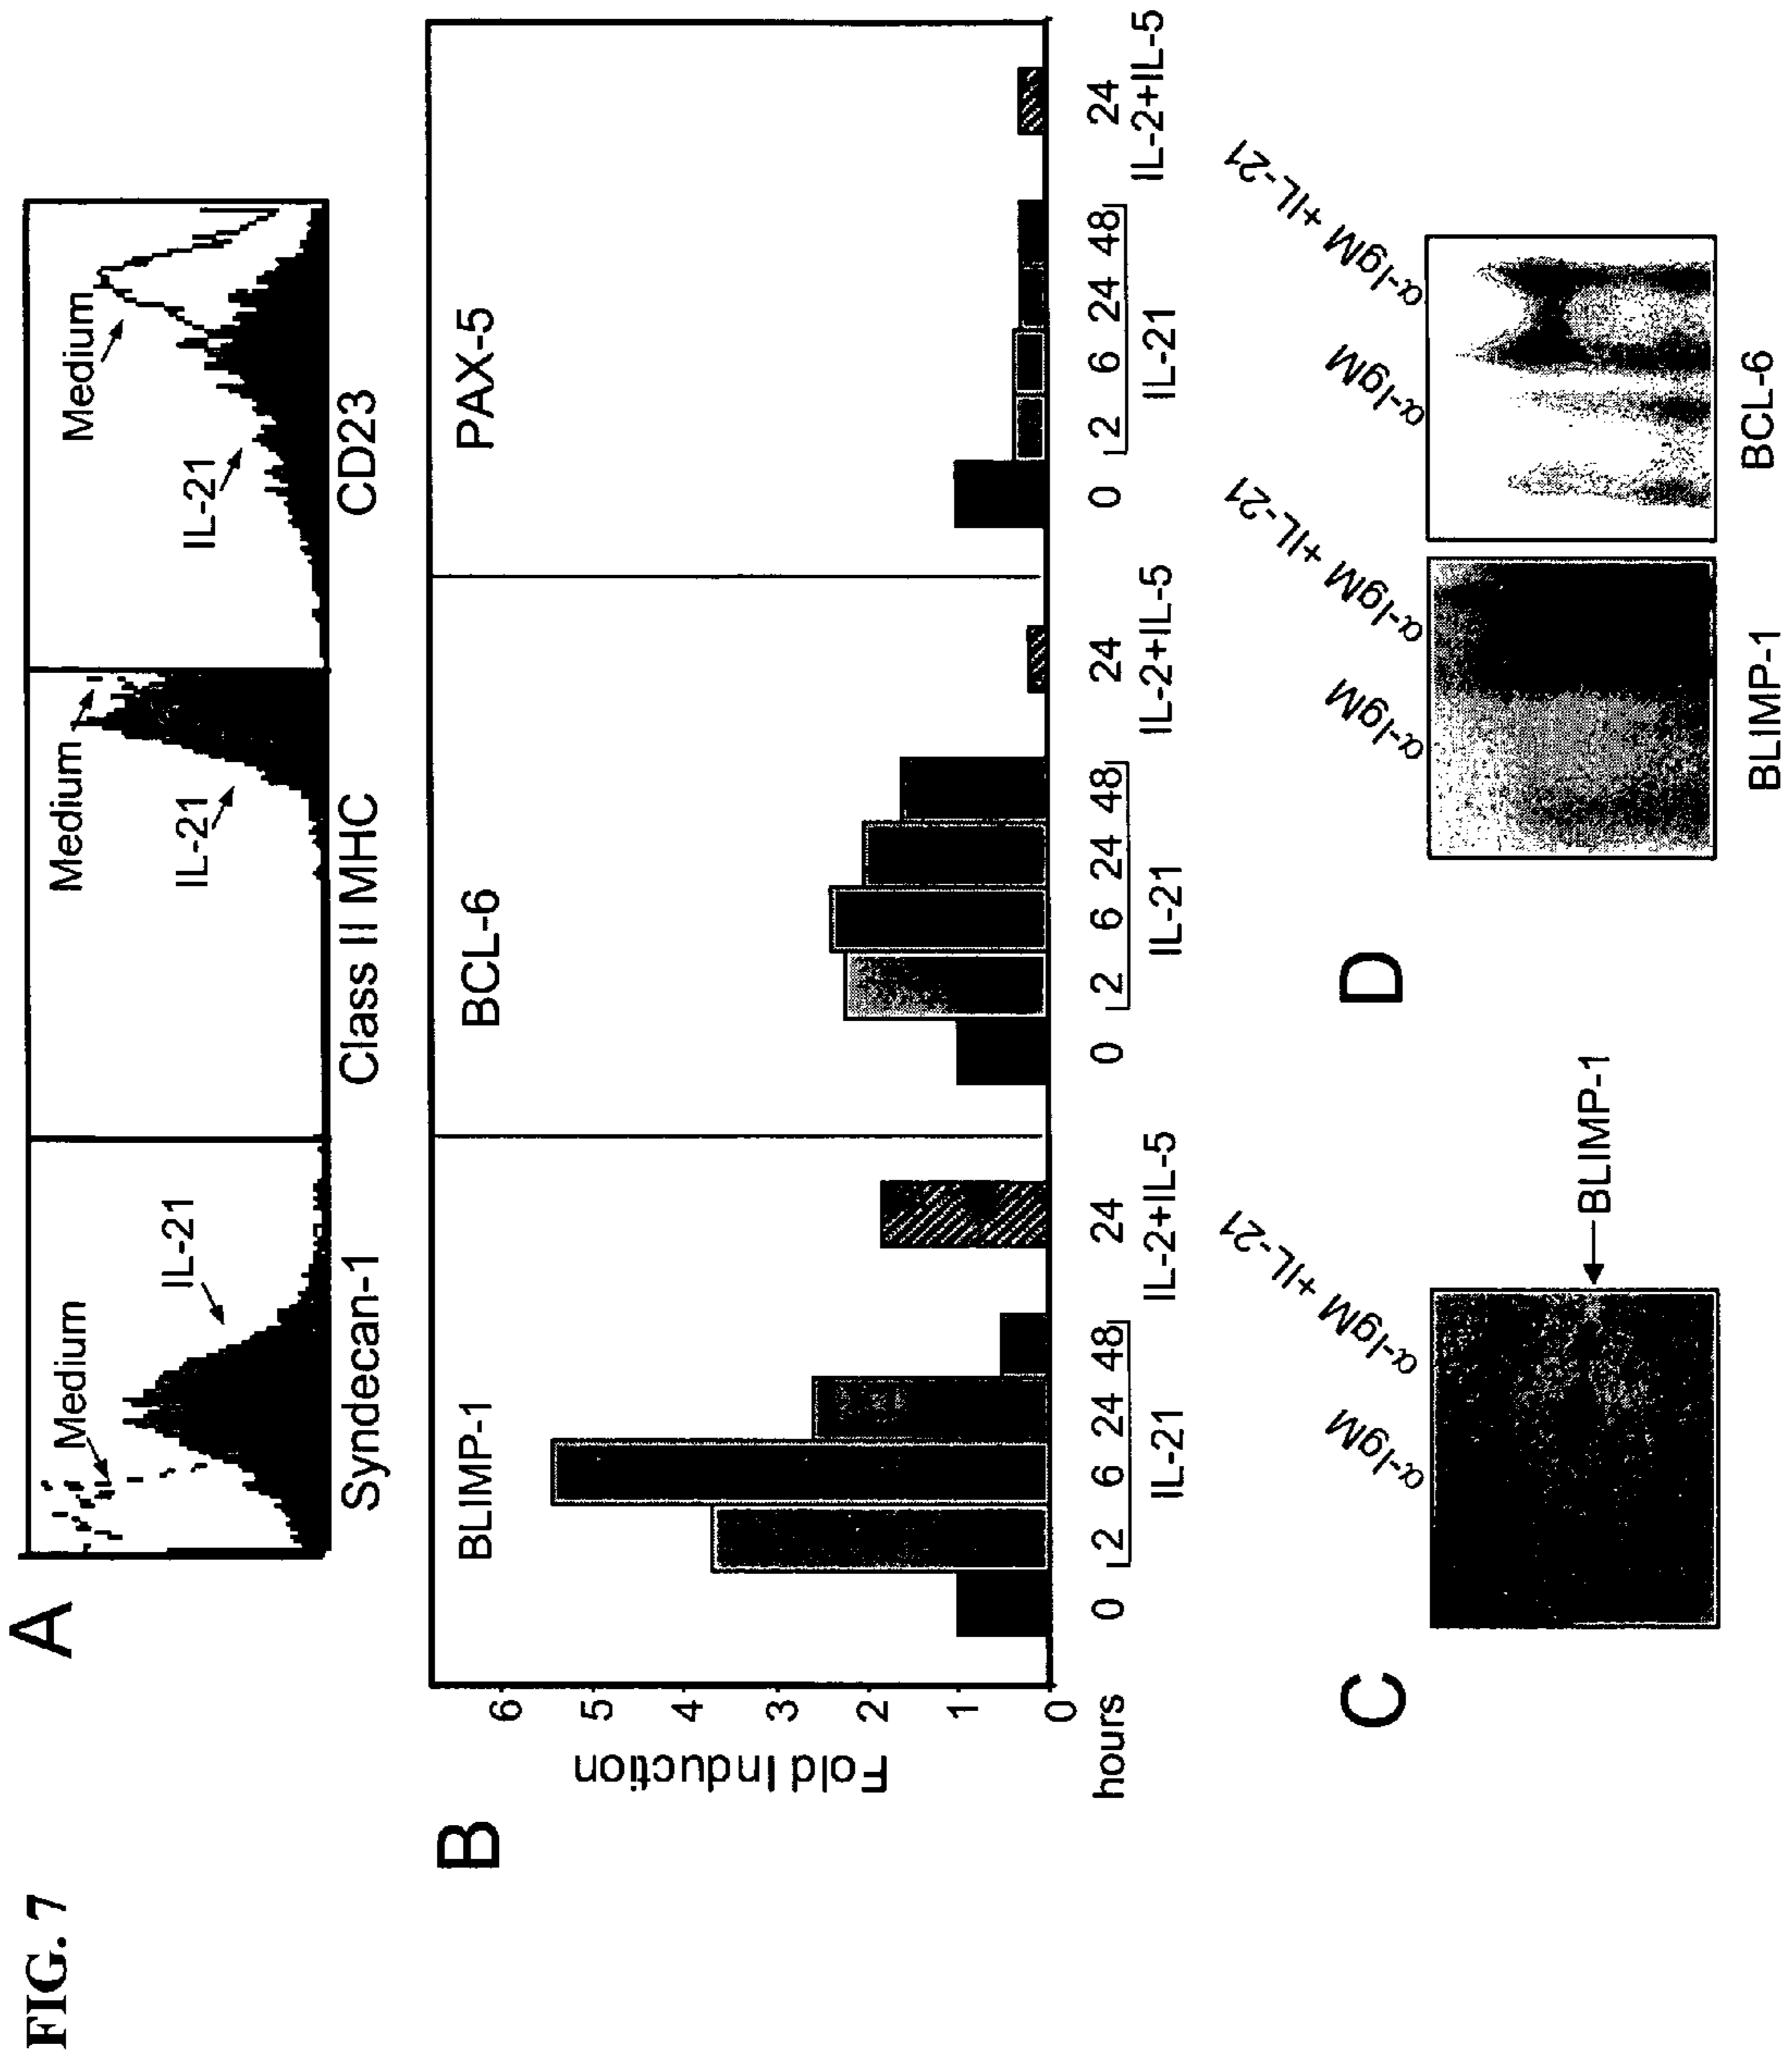 FIG. 7
A
Medium
IL-21
Syndecan-1
Medium
IL-21
Class II MHC
Medium
IL-21
CD23
B
Fold Induction
6
5
4
3
2
1
0
BLIMP-1
BCL-6
PAX-5
hours
0 2 6 24 48 24
IL-21 IL-2+IL-5
0 2 6 24 48 24
IL-21 IL-2+IL-5
0 2 6 24 48 24
IL-21 IL-2+IL-5
C
α-IgM
α-IgM +IL-21
BLIMP-1
D
α-IgM
α-IgM +IL-21
BLIMP-1
α-IgM
α-IgM +IL-21
BCL-6